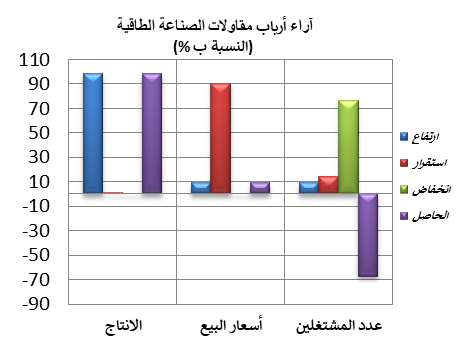 آراء أرباب مقاولات الصناعة الطاقية
(النسبة ب %)
110
90
70
50
30
10
-10
-30
-50
-70
-90
ارتفاع
استقرار
انخفاض
الحاصل
الانتاج
أسعار البيع
عدد المشتغلين